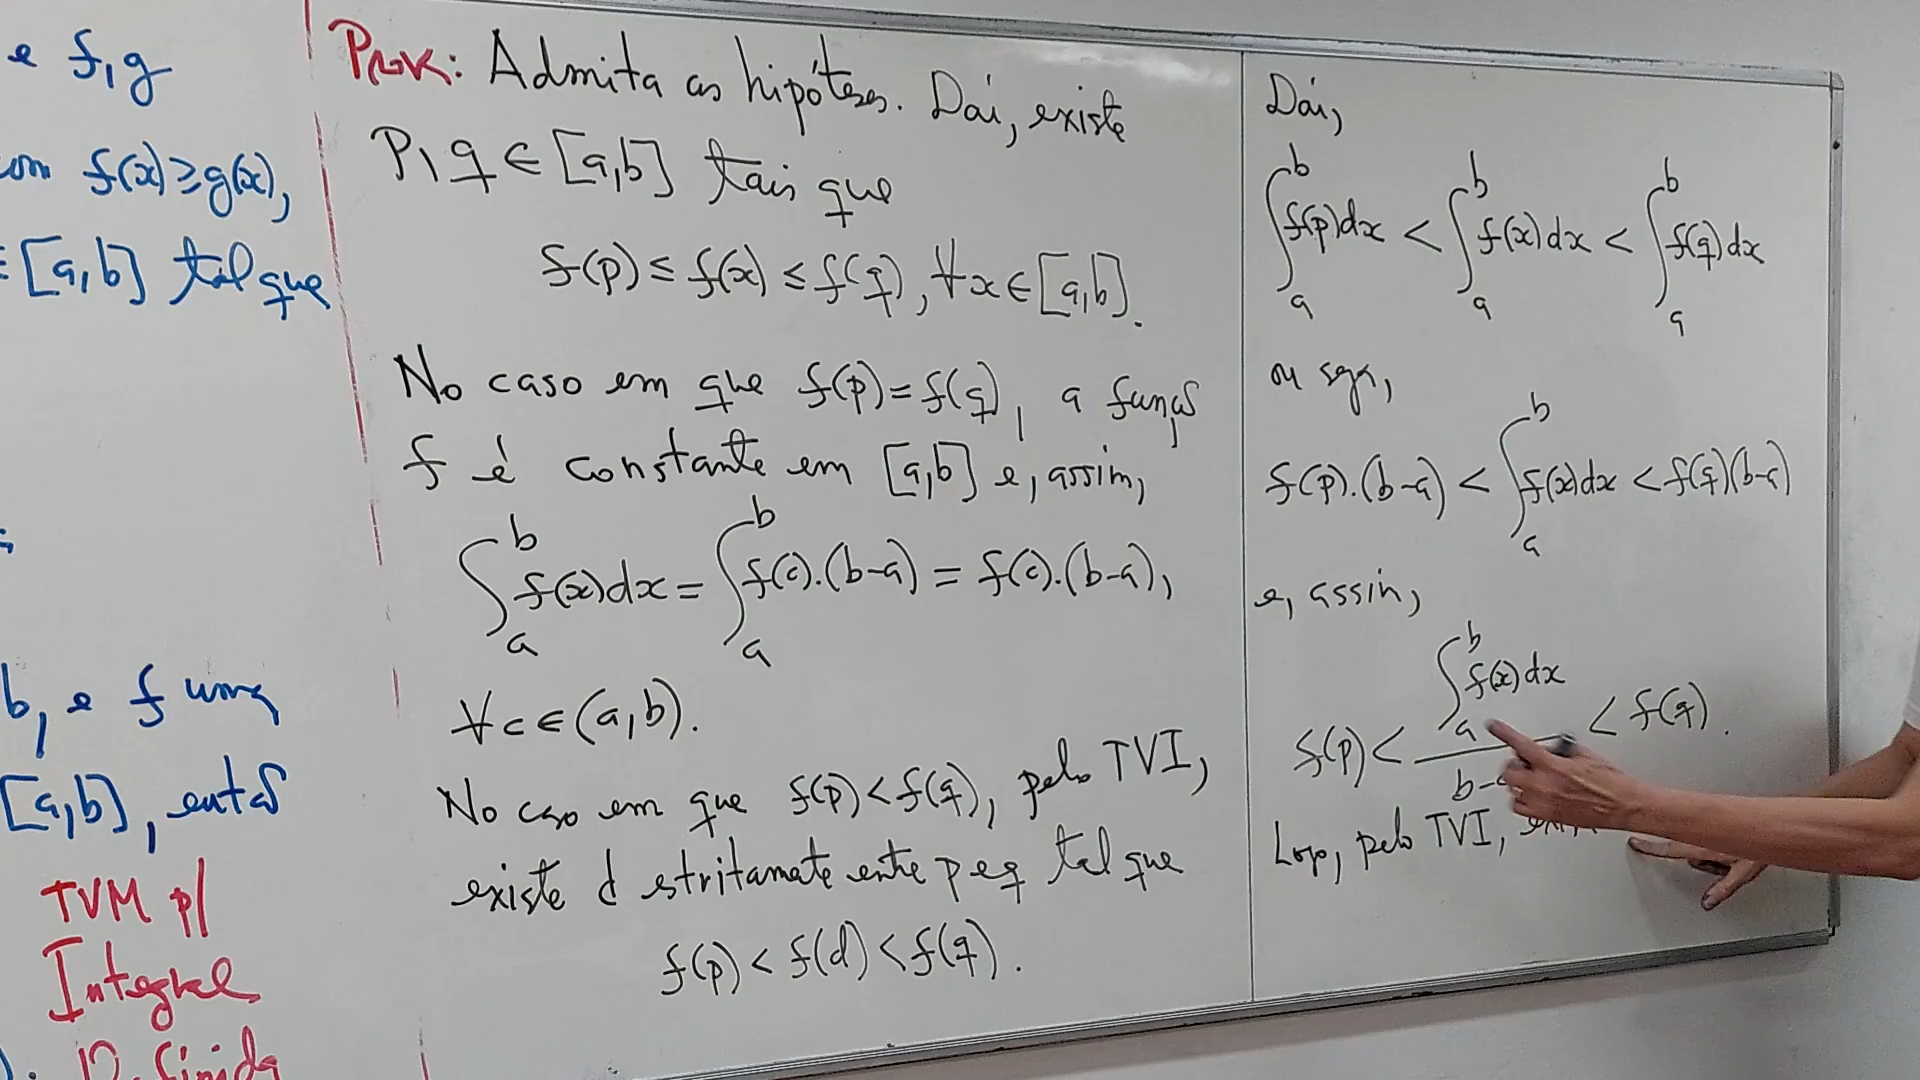 e f,g
com f(x)≥g(x),
∈[a,b] tal que
b, e f uma
[a,b], então
TVM p/
Integral
Definida
Prova: Admita as hipóteses. Daí, existe
p,q ∈ [a,b] tais que
f(p) ≤ f(x) ≤ f(q), ∀x∈[a,b].
No caso em que f(p)=f(q), a função
f é constante em [a,b] e, assim,
∫_a^b f(x)dx = ∫_a^b f(c).(b-a) = f(c).(b-a),
∀c∈(a,b).
No caso em que f(p)<f(q), pelo TVI,
existe d estritamente entre p e q tal que
f(p) < f(d) < f(q).
Daí,
∫_a^b f(p)dx < ∫_a^b f(x)dx < ∫_a^b f(q)dx
ou seja,
f(p).(b-a) < ∫_a^b f(x)dx < f(q)(b-a)
e, assim,
∫_a^b f(x)dx
f(p) < ——— < f(q).
b-
Logo, pelo TVI,